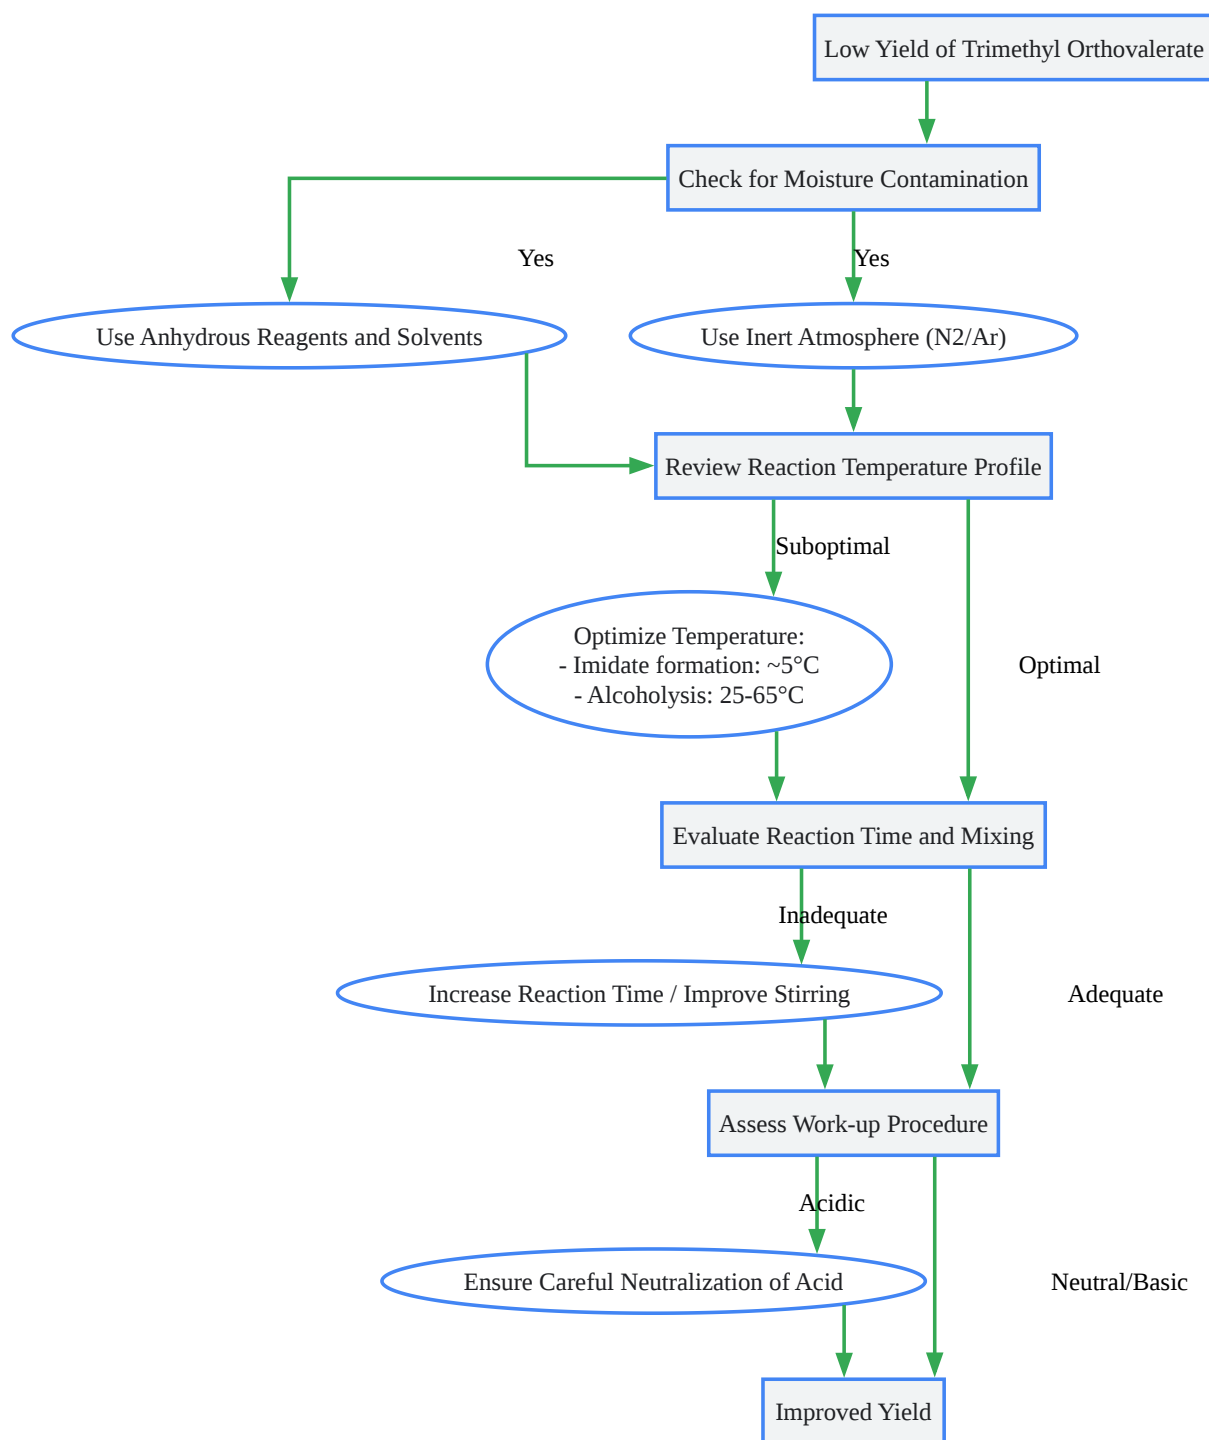 Low Yield of Trimethyl Orthovalerate
Check for Moisture Contamination
Yes
Yes
Use Anhydrous Reagents and Solvents
Use Inert Atmosphere (N2/Ar)
Review Reaction Temperature Profile
Suboptimal
Optimize Temperature:
- Imidate formation: ~5°C
- Alcoholysis: 25-65°C
Optimal
Evaluate Reaction Time and Mixing
Inadequate
Increase Reaction Time / Improve Stirring
Adequate
Assess Work-up Procedure
Acidic
Ensure Careful Neutralization of Acid
Neutral/Basic
Improved Yield